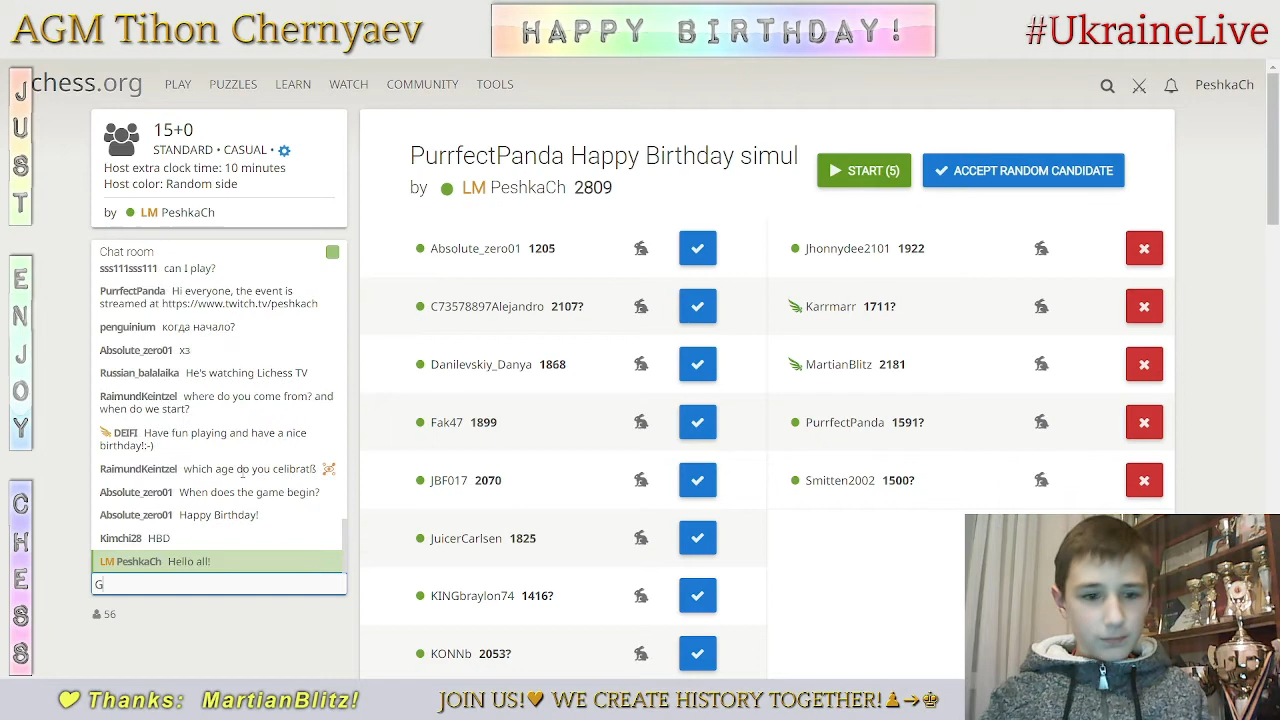 AGM Tihon Chernyaev
HAPPY BIRTHDAY!
#UkraineLive
JUST
ENJOY
CHESS
chess.org
PLAY PUZZLES LEARN WATCH COMMUNITY TOOLS
PeshkaCh
15+0
STANDARD • CASUAL •
Host extra clock time: 10 minutes
Host color: Random side
by LM PeshkaCh
Chat room
sss111sss111 can I play?
PurrfectPanda Hi everyone, the event is
streamed at https://www.twitch.tv/peshkach
penguinium когда начало?
Absolute_zero01 хз
Russian_balalaika He's watching Lichess TV
RaimundKeintzel where do you come from? and
when do we start?
DEIFI Have fun playing and have a nice
birthday!:-)
RaimundKeintzel which age do you celibratß
Absolute_zero01 When does the game begin?
Absolute_zero01 Happy Birthday!
Kimchi28 HBD
LM PeshkaCh Hello all!
G
56
PurrfectPanda Happy Birthday simul
by LM PeshkaCh 2809
START (5)
ACCEPT RANDOM CANDIDATE
Absolute_zero01 1205
C73578897Alejandro 2107?
Danilevskiy_Danya 1868
Fak47 1899
JBF017 2070
JuicerCarlsen 1825
KINGbraylon74 1416?
KONNb 2053?
Jhonnydee2101 1922
Karrmarr 1711?
MartianBlitz 2181
PurrfectPanda 1591?
Smitten2002 1500?
Thanks: MartianBlitz!
JOIN US!🧡 WE CREATE HISTORY TOGETHER!♟→♚